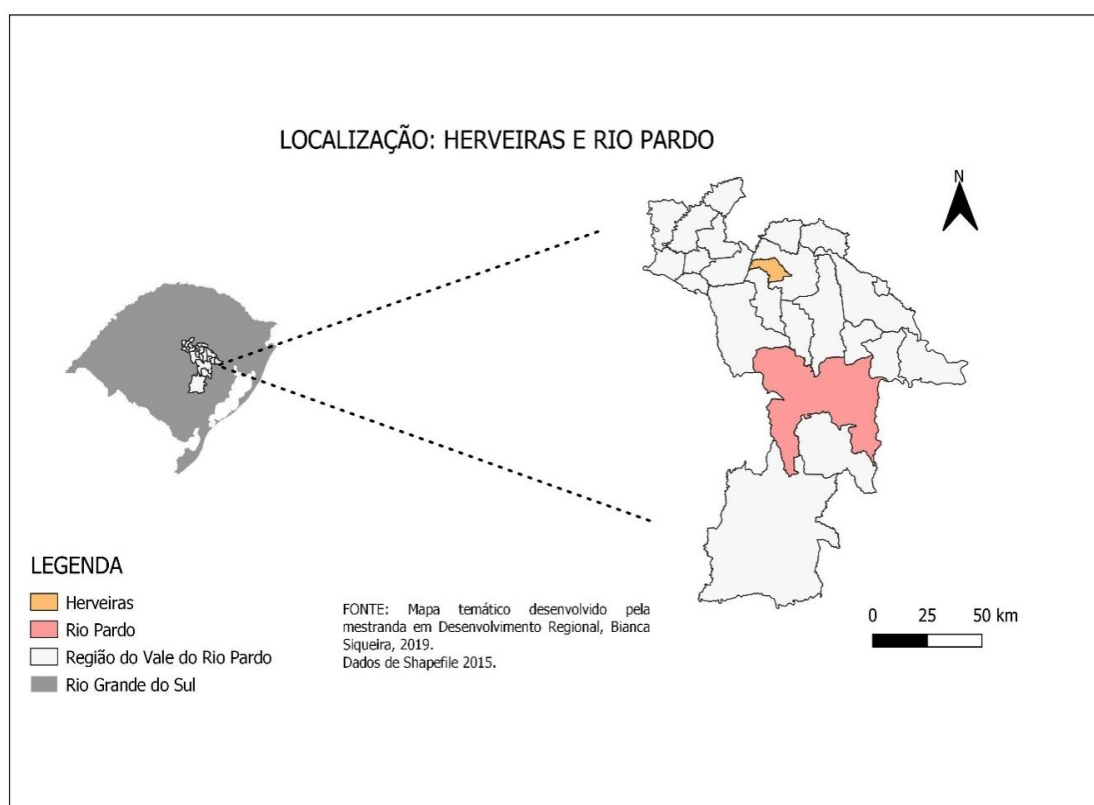 LOCALIZAÇÃO: HERVEIRAS E RIO PARDO
N
LEGENDA
Herveiras
Rio Pardo
Região do Vale do Rio Pardo
Rio Grande do Sul
FONTE: Mapa temático desenvolvido pela
mestranda em Desenvolvimento Regional, Bianca
Siqueira, 2019.
Dados de Shapefile 2015.
0 25 50 km